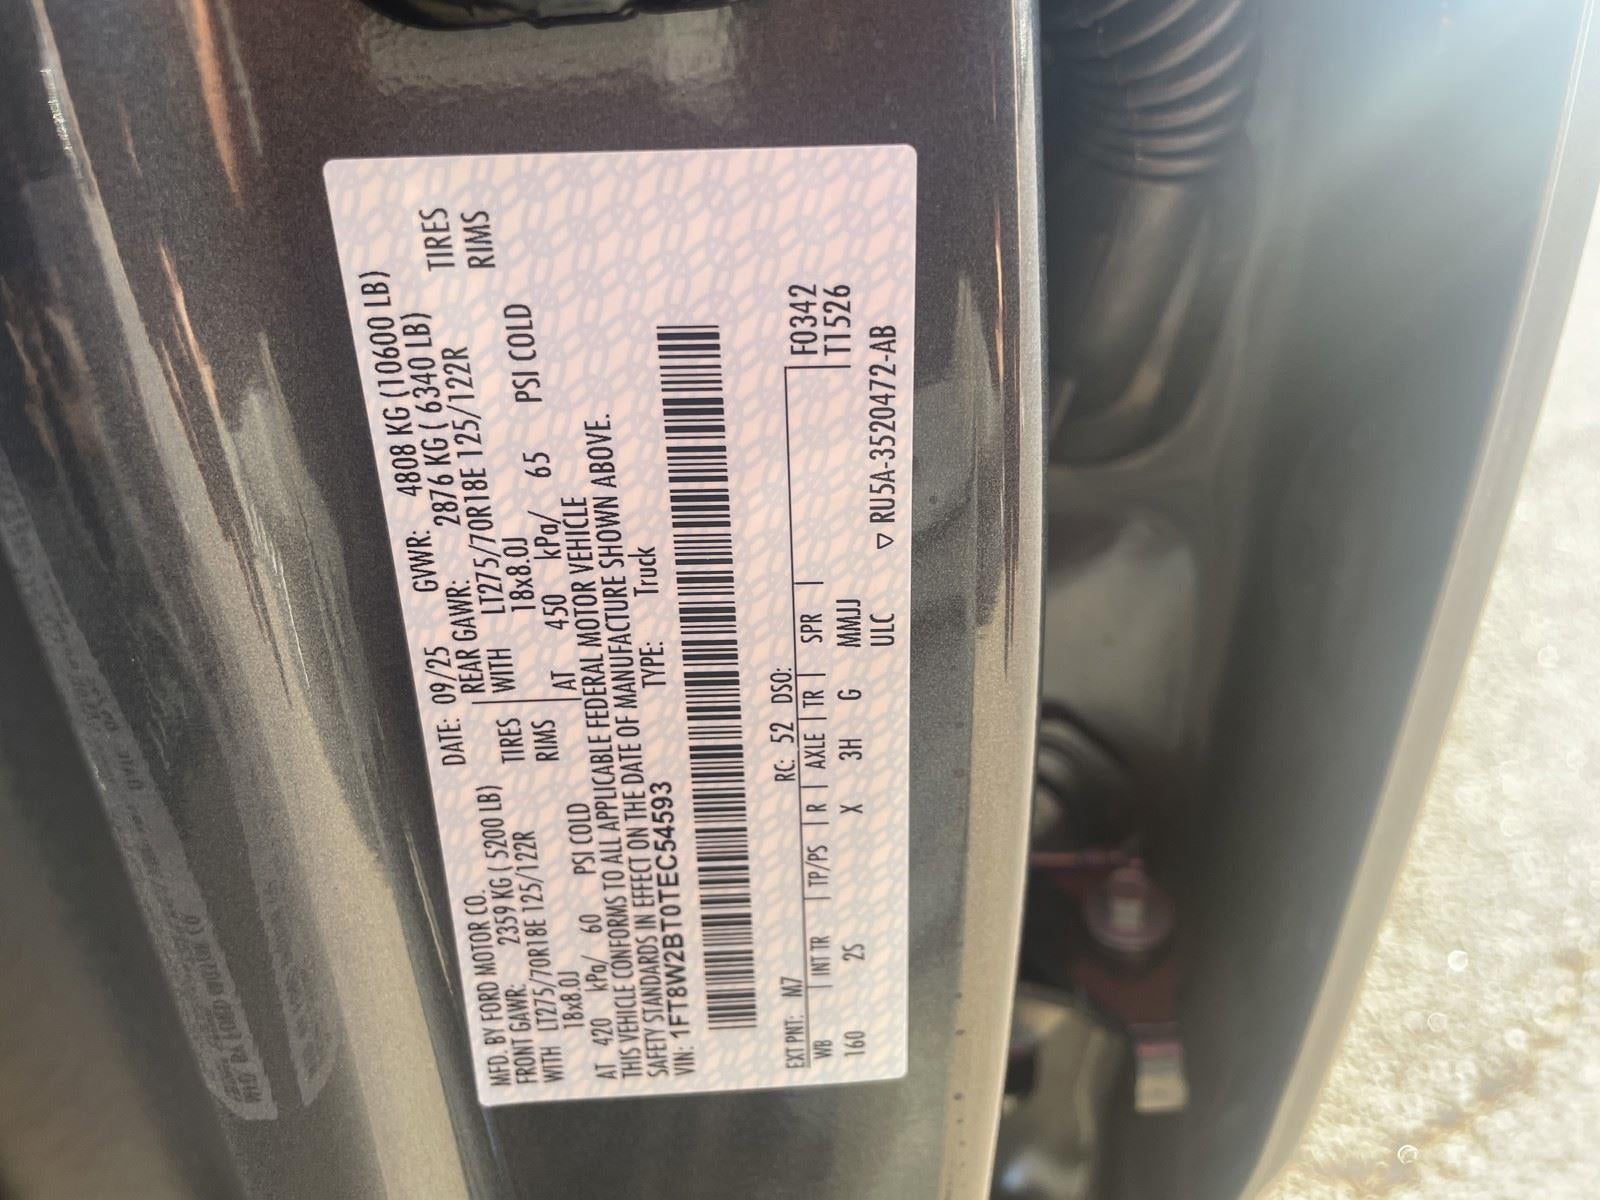 MFD. BY FORD MOTOR CO.
DATE: 09/25 GVWR: 4808 KG (10600 LB)
FRONT GAWR: 2359 KG ( 5200 LB) REAR GAWR: 2876 KG ( 6340 LB)
WITH LT275/70R18E 125/122R TIRES WITH LT275/70R18E 125/122R TIRES
18x8.0J RIMS 18x8.0J RIMS
AT 420 kPa/ 60 PSI COLD AT 450 kPa/ 65 PSI COLD
THIS VEHICLE CONFORMS TO ALL APPLICABLE FEDERAL MOTOR VEHICLE
SAFETY STANDARDS IN EFFECT ON THE DATE OF MANUFACTURE SHOWN ABOVE.
VIN: 1FT8W2BT0TEC54593 TYPE: Truck
EXT PNT: M7 RC: 52 DSO: F0342
WB INT TR TP/PS R AXLE TR SPR T1526
160 2S X 3H G MMJJ
ULC ▽ RU5A-3520472-AB